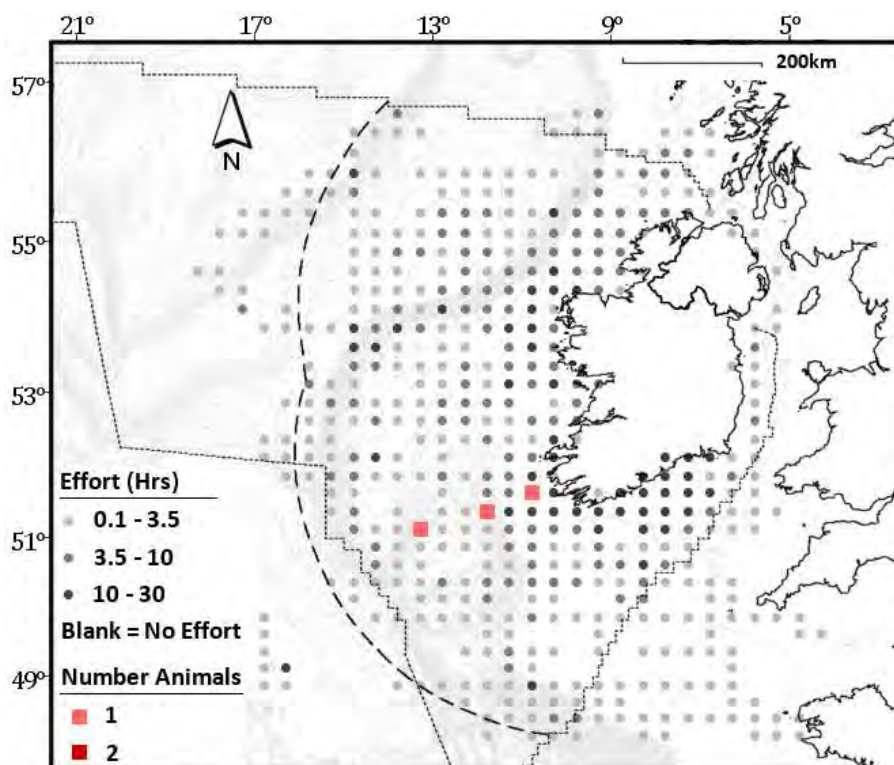 21º 17º 13º 9º 5º
200km
57º
N
55º
53º
51º
49º
Effort (Hrs)
0.1 - 3.5
3.5 - 10
10 - 30
Blank = No Effort
Number Animals
1
2